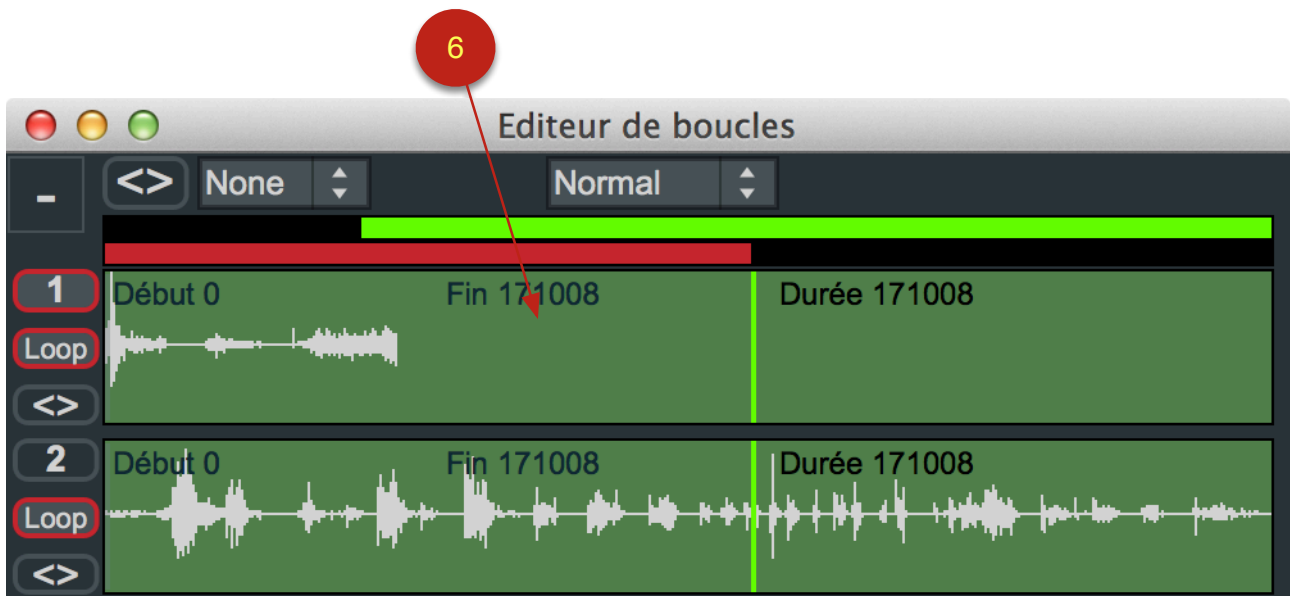 6
Editeur de boucles
- <> None Normal
1 Début 0 Fin 171008 Durée 171008
Loop
<>
2 Début 0 Fin 171008 Durée 171008
Loop
<>